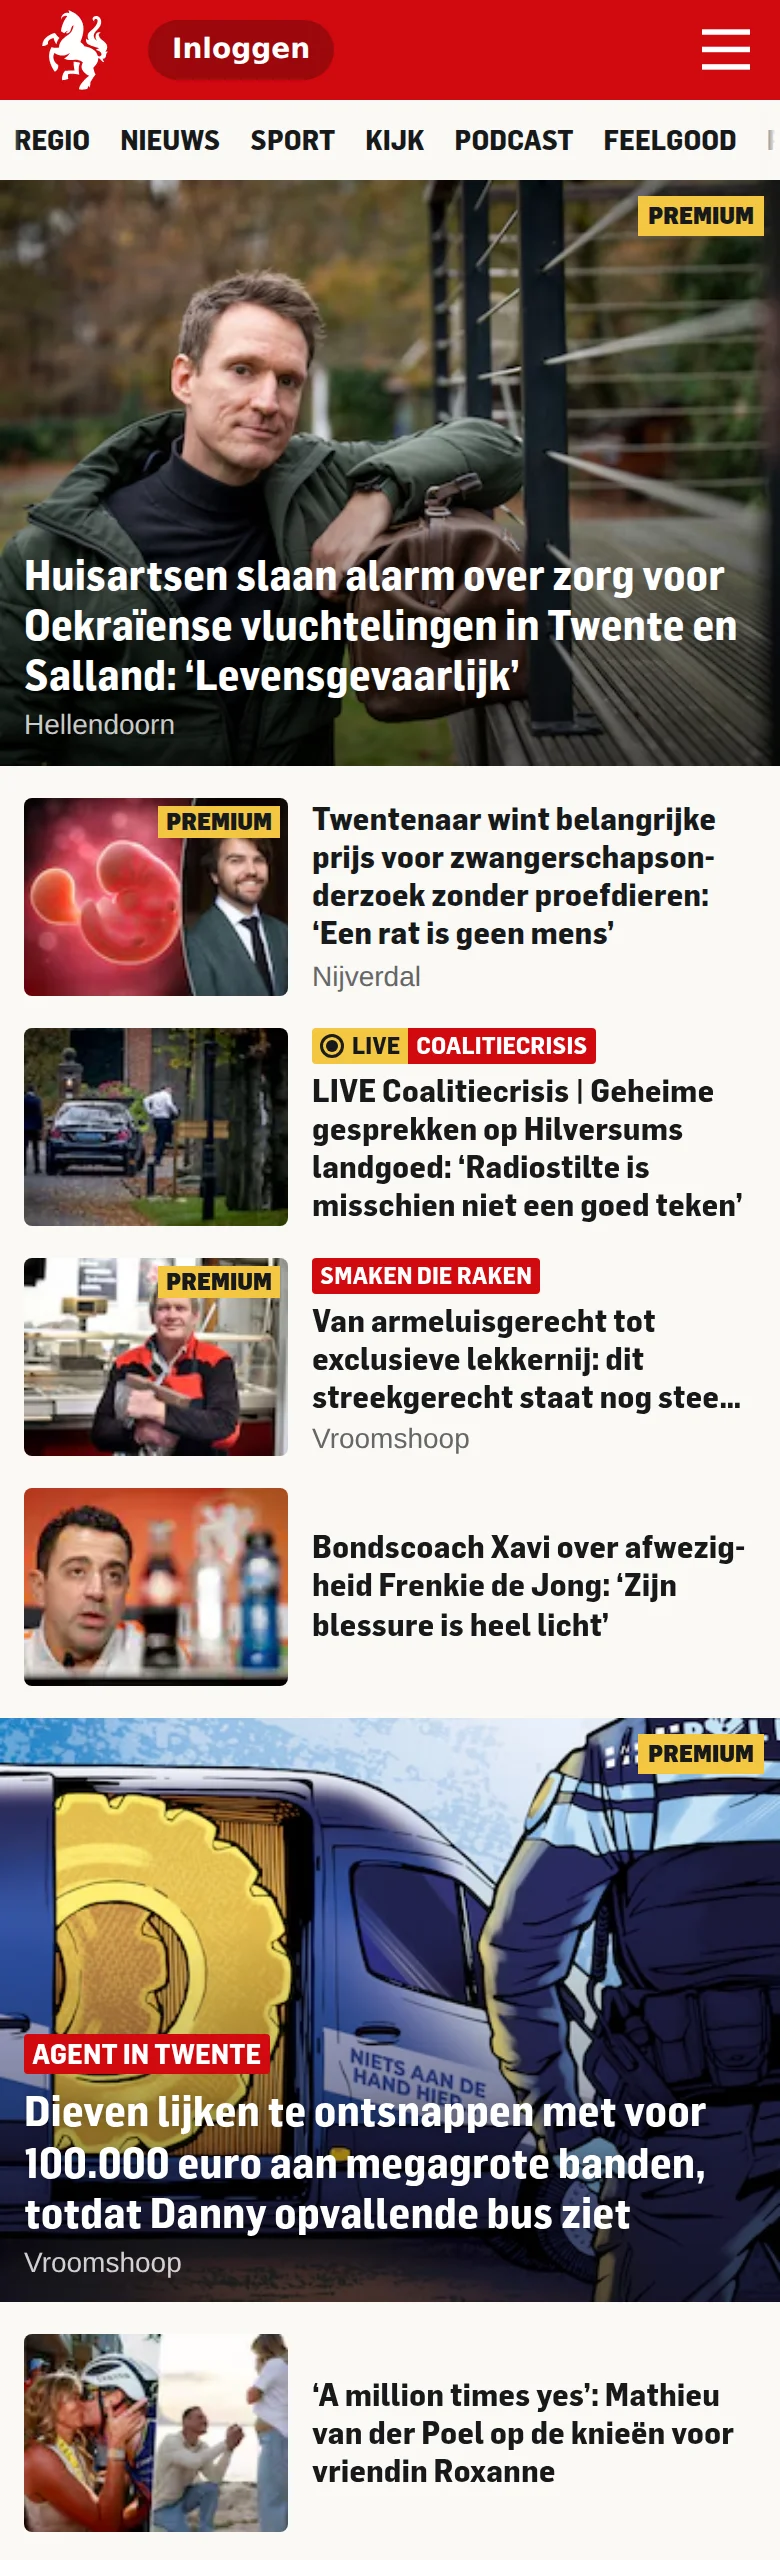 Inloggen
REGIO NIEUWS SPORT KIJK PODCAST FEELGOOD
PREMIUM
Huisartsen slaan alarm over zorg voor
Oekraïense vluchtelingen in Twente en
Salland: ‘Levensgevaarlijk’
Hellendoorn
PREMIUM
Twentenaar wint belangrijke
prijs voor zwangerschapson-
derzoek zonder proefdieren:
‘Een rat is geen mens’
Nijverdal
LIVE COALITIECRISIS
LIVE Coalitiecrisis | Geheime
gesprekken op Hilversums
landgoed: ‘Radiostilte is
misschien niet een goed teken’
PREMIUM
SMAKEN DIE RAKEN
Van armeluisgerecht tot
exclusieve lekkernij: dit
streekgerecht staat nog stee...
Vroomshoop
Bondscoach Xavi over afwezig-
heid Frenkie de Jong: ‘Zijn
blessure is heel licht’
PREMIUM
NIETS AAN DE
HAND HIER
AGENT IN TWENTE
Dieven lijken te ontsnappen met voor
100.000 euro aan megagrote banden,
totdat Danny opvallende bus ziet
Vroomshoop
‘A million times yes’: Mathieu
van der Poel op de knieën voor
vriendin Roxanne